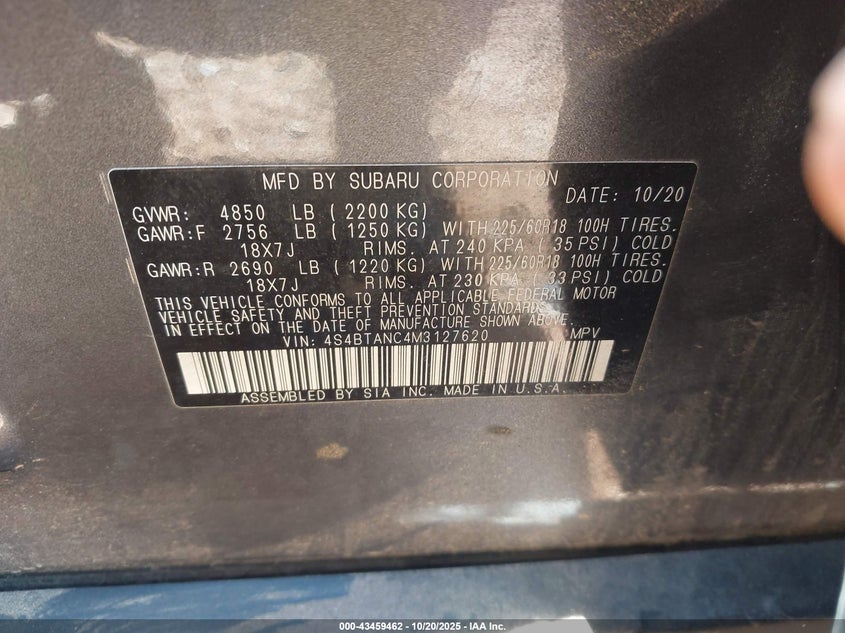 MFD BY SUBARU CORPORATION
DATE: 10/20
GVWR: 4850 LB (2200 KG)
GAWR:F 2756 LB (1250 KG) WITH 225/60R18 100H TIRES.
18X7J RIMS. AT 240 KPA (35 PSI) COLD
GAWR:R 2690 LB (1220 KG) WITH 225/60R18 100H TIRES.
18X7J RIMS. AT 230 KPA (33 PSI) COLD
THIS VEHICLE CONFORMS TO ALL APPLICABLE FEDERAL MOTOR
VEHICLE SAFETY AND THEFT PREVENTION STANDARDS
IN EFFECT ON THE DATE OF MANUFACTURE SHOWN ABOVE.
VIN: 4S4BTANC4M3127620 MPV
ASSEMBLED BY SIA INC. MADE IN U.S.A.
000-43459462 - 10/20/2025 - IAA Inc.